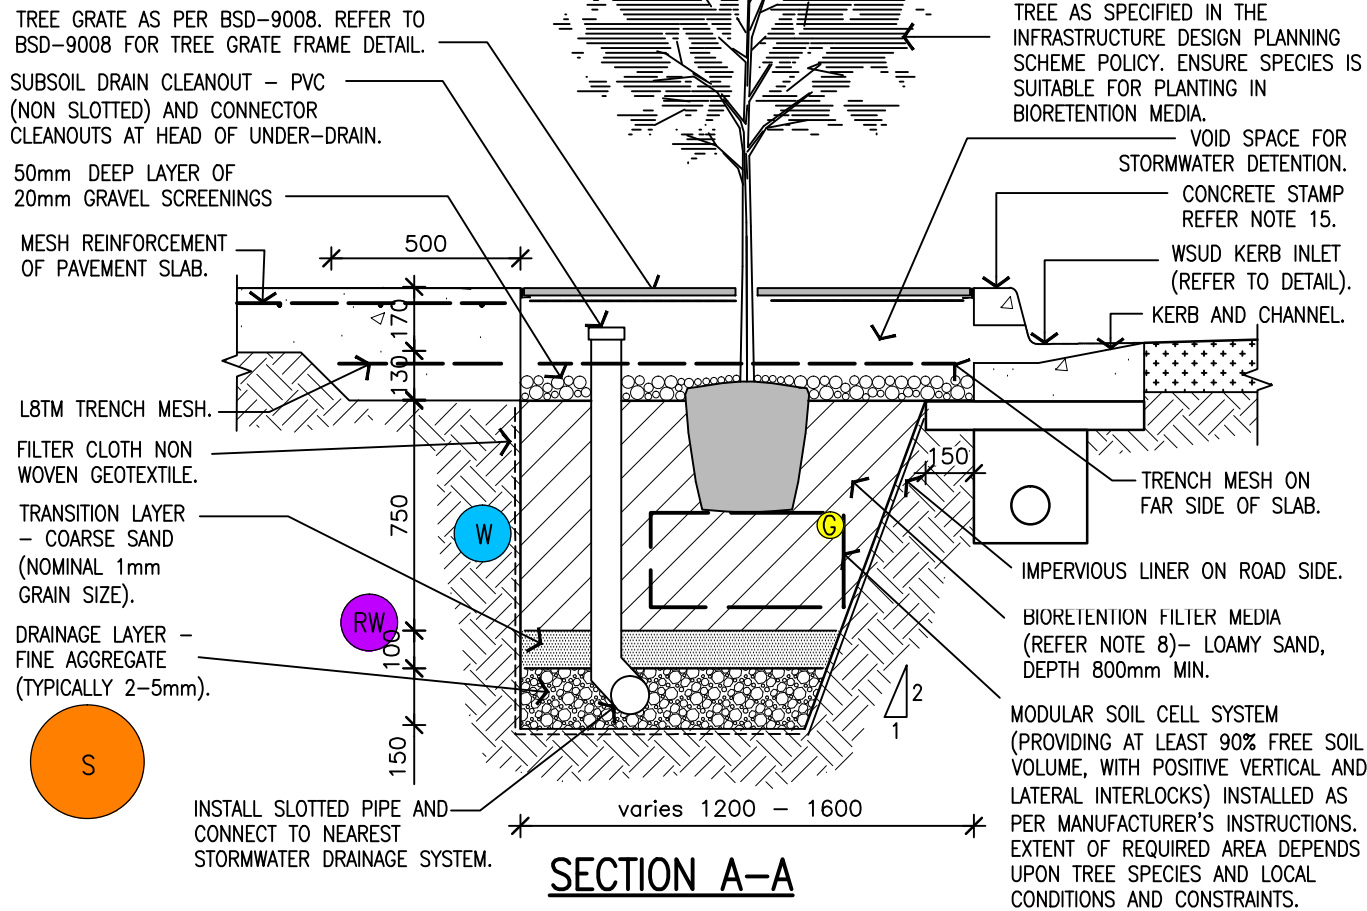 TREE GRATE AS PER BSD-9008. REFER TO
BSD-9008 FOR TREE GRATE FRAME DETAIL.
SUBSOIL DRAIN CLEANOUT - PVC
(NON SLOTTED) AND CONNECTOR
CLEANOUTS AT HEAD OF UNDER-DRAIN.
50mm DEEP LAYER OF
20mm GRAVEL SCREENINGS
MESH REINFORCEMENT
OF PAVEMENT SLAB.
500
170
130
L8TM TRENCH MESH.
FILTER CLOTH NON
WOVEN GEOTEXTILE.
750
TRANSITION LAYER
- COARSE SAND
(NOMINAL 1mm
GRAIN SIZE).
W
RW
100
DRAINAGE LAYER -
FINE AGGREGATE
(TYPICALLY 2-5mm).
S
150
INSTALL SLOTTED PIPE AND
CONNECT TO NEAREST
STORMWATER DRAINAGE SYSTEM.
TREE AS SPECIFIED IN THE
INFRASTRUCTURE DESIGN PLANNING
SCHEME POLICY. ENSURE SPECIES IS
SUITABLE FOR PLANTING IN
BIORETENTION MEDIA.
VOID SPACE FOR
STORMWATER DETENTION.
CONCRETE STAMP
REFER NOTE 15.
WSUD KERB INLET
(REFER TO DETAIL).
KERB AND CHANNEL.
150
TRENCH MESH ON
FAR SIDE OF SLAB.
G
IMPERVIOUS LINER ON ROAD SIDE.
BIORETENTION FILTER MEDIA
(REFER NOTE 8)- LOAMY SAND,
DEPTH 800mm MIN.
2
1
MODULAR SOIL CELL SYSTEM
(PROVIDING AT LEAST 90% FREE SOIL
VOLUME, WITH POSITIVE VERTICAL AND
LATERAL INTERLOCKS) INSTALLED AS
PER MANUFACTURER'S INSTRUCTIONS.
EXTENT OF REQUIRED AREA DEPENDS
UPON TREE SPECIES AND LOCAL
CONDITIONS AND CONSTRAINTS.
varies 1200 - 1600
SECTION A-A